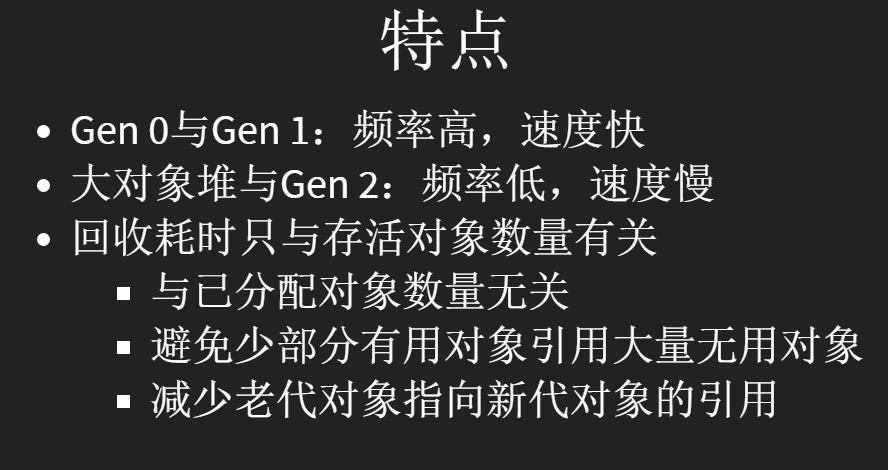 特点
Gen 0与Gen 1：频率高，速度快
大对象堆与Gen 2：频率低，速度慢
回收耗时只与存活对象数量有关
与已分配对象数量无关
避免少部分有用对象引用大量无用对象
减少老代对象指向新代对象的引用